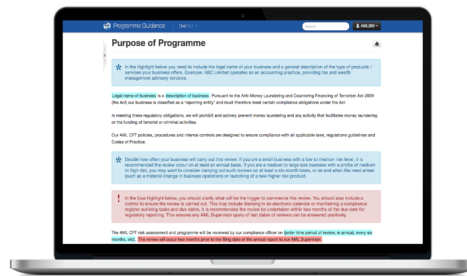 Programme Guidance
Draft 1.1
Search
AML360
Purpose of Programme
In the highlight below you need to include the legal name of your business and a general description of the type of products /
services your business offers. Example: ABC Limited operates as an accounting practice, providing tax and wealth
management advisory services.
Legal name of business is a description of business. Pursuant to the Anti-Money Laundering and Countering Financing of Terrorism Act 2009
(the Act) our business is classified as a 'reporting entity' and must therefore meet certain compliance obligations under the Act.
In meeting these regulatory obligations, we will prohibit and actively prevent money laundering and any activity that facilitates money laundering
or the funding of terrorist or criminal activities.
Our AML CFT policies, procedures and internal controls are designed to ensure compliance with all applicable laws, regulations guidelines and
Codes of Practice.
Decide how often your business will carry out this review. If you are a small business with a low to medium risk level, it is
recommended the review occur on at least an annual basis. If you are a medium to large size business with a profile of medium
to high risk, you may want to consider carrying out such reviews on at least a six-month basis, or as and when the need arises
(such as a material change in business operations or launching of a new higher risk product.
In the blue highlight below, you should clarify what will be the trigger to commence this review. You should also include a
control to ensure the review is carried out. This may include diarising in an electronic calendar or maintaining a compliance
register outlining tasks and due dates. It is recommended the review be undertaken within two months of the due date for
regulatory reporting. This ensures any AML Supervisor query of last dates of reviews can be answered positively.
The AML CFT risk assessment and programme will be reviewed by our compliance officer on (enter time period of review, ie annual, every six
months, etc). The review will occur two months prior to the filing date of the annual report to our AML Supervisor.